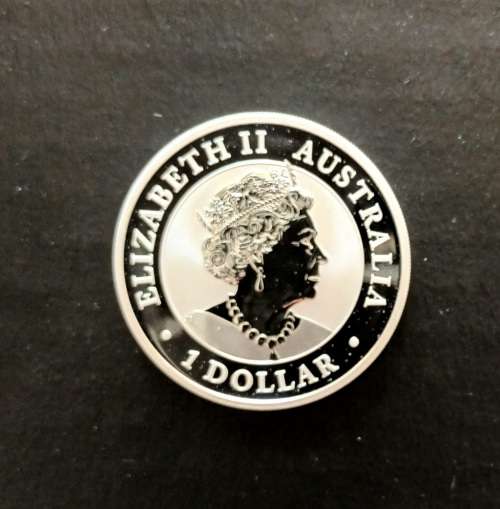 ELIZABETH II AUSTRALIA
• 1 DOLLAR •